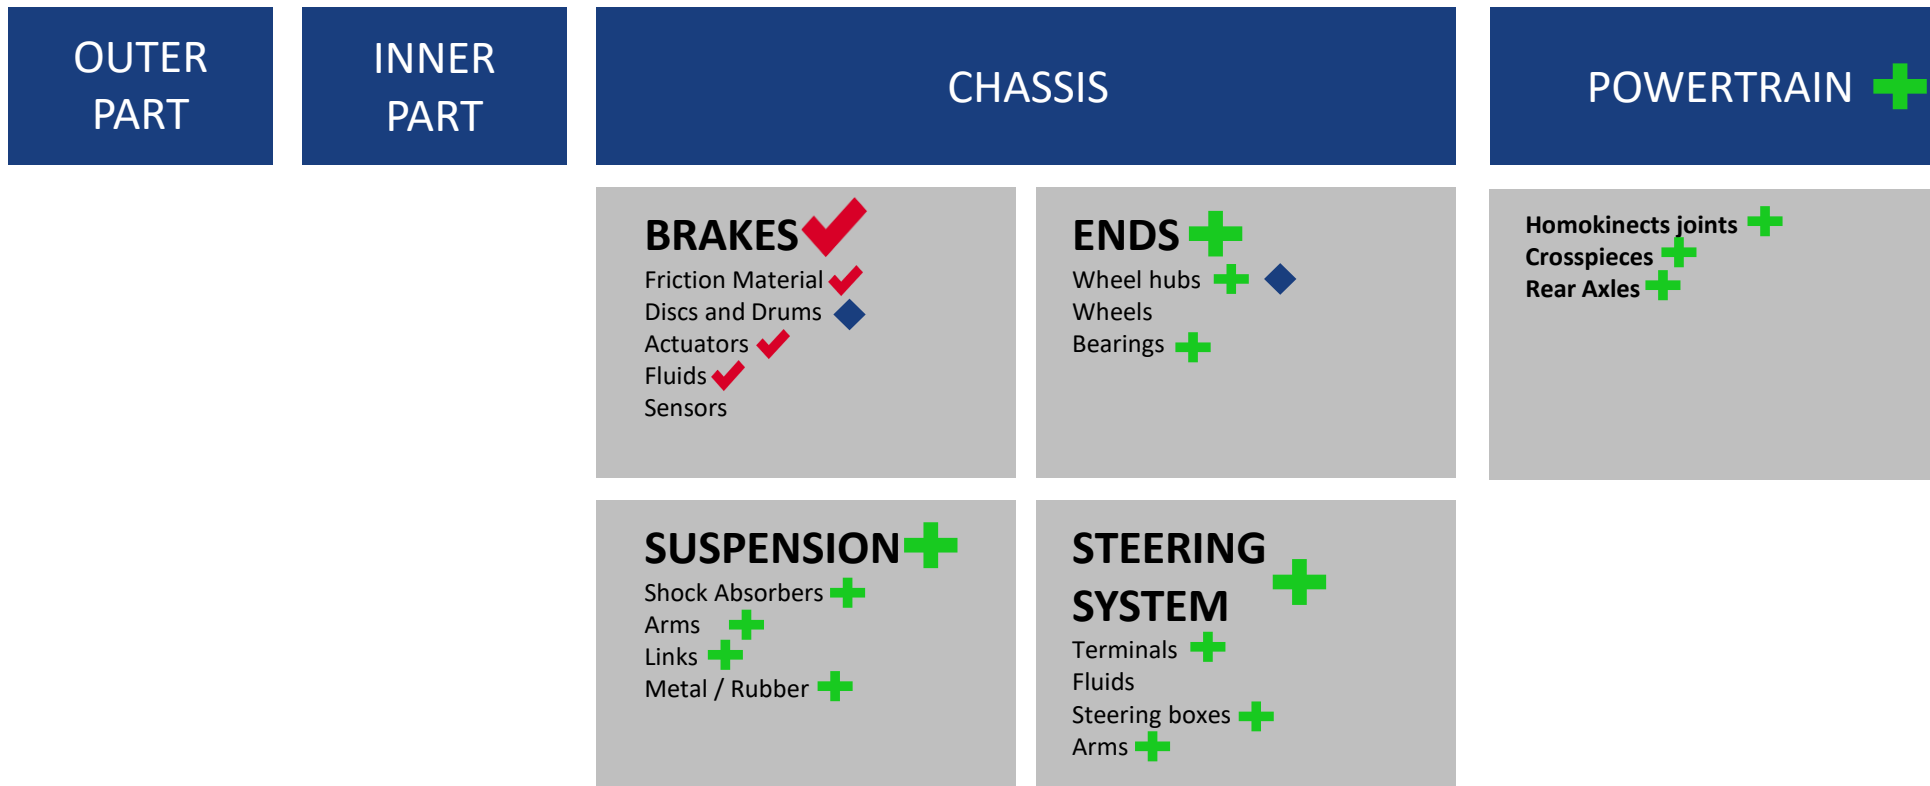 OUTER
PART
INNER
PART
CHASSIS
POWERTRAIN
BRAKES
Friction Material
Discs and Drums
Actuators
Fluids
Sensors
ENDS
Wheel hubs
Wheels
Bearings
Homokinects joints
Crosspieces
Rear Axles
SUSPENSION
Shock Absorbers
Arms
Links
Metal / Rubber
STEERING
SYSTEM
Terminals
Fluids
Steering boxes
Arms